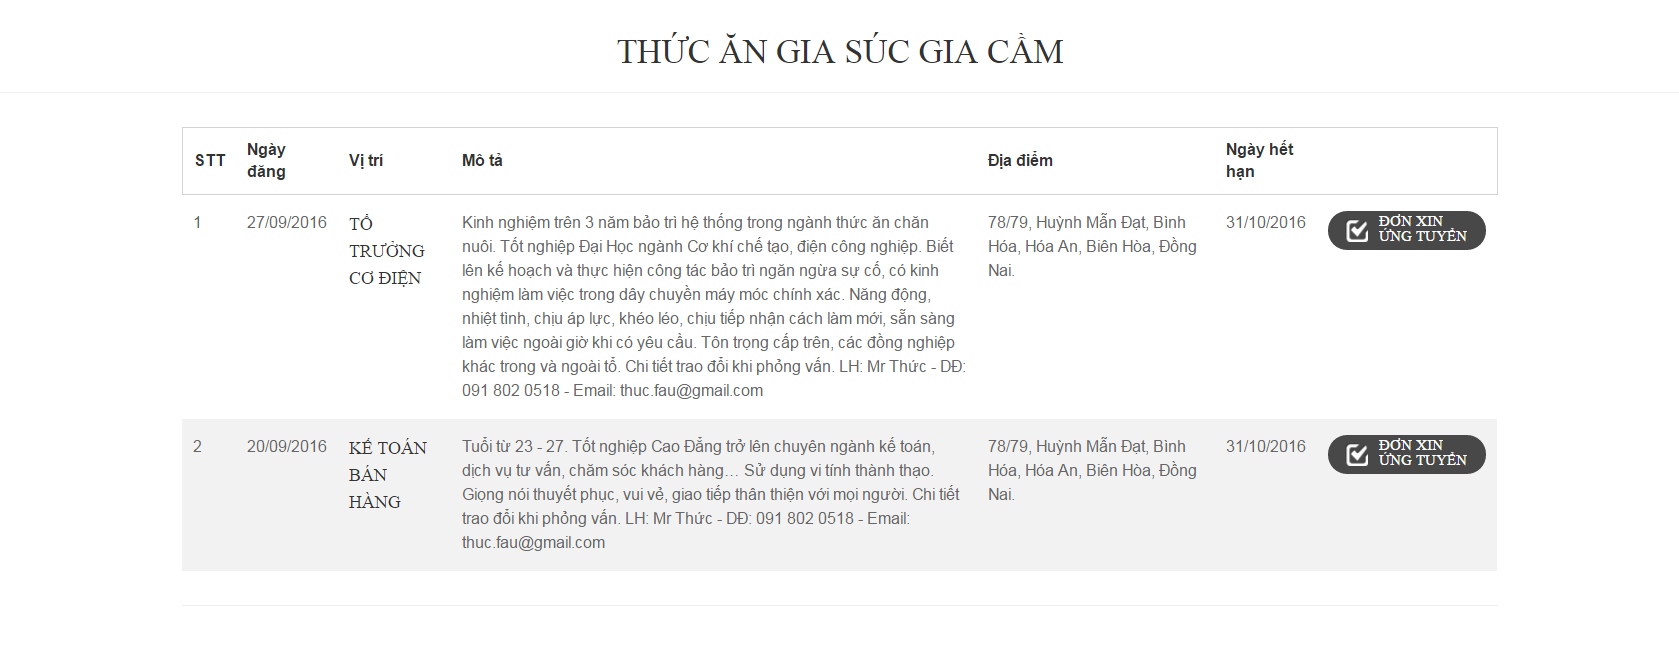 THỨC ĂN GIA SÚC GIA CẦM
STT
Ngày đăng
Vị trí
Mô tả
Địa điểm
Ngày hết hạn
1
27/09/2016
TỔ
TRƯỞNG
CƠ ĐIỆN
Kinh nghiệm trên 3 năm bảo trì hệ thống trong ngành thức ăn chăn
nuôi. Tốt nghiệp Đại Học ngành Cơ khí chế tạo, điện công nghiệp. Biết
lên kế hoạch và thực hiện công tác bảo trì ngăn ngừa sự cố, có kinh
nghiệm làm việc trong dây chuyền máy móc chính xác. Năng động,
nhiệt tình, chịu áp lực, khéo léo, chịu tiếp nhận cách làm mới, sẵn sàng
làm việc ngoài giờ khi có yêu cầu. Tôn trọng cấp trên, các đồng nghiệp
khác trong và ngoài tổ. Chi tiết trao đổi khi phỏng vấn. LH: Mr Thức - DĐ:
091 802 0518 - Email: thuc.fau@gmail.com
78/79, Huỳnh Mẫn Đạt, Bình
Hóa, Hóa An, Biên Hòa, Đồng
Nai.
31/10/2016
ĐƠN XIN
ỨNG TUYỂN
2
20/09/2016
KẾ TOÁN
BÁN
HÀNG
Tuổi từ 23 - 27. Tốt nghiệp Cao Đẳng trở lên chuyên ngành kế toán,
dịch vụ tư vấn, chăm sóc khách hàng… Sử dụng vi tính thành thạo.
Giọng nói thuyết phục, vui vẻ, giao tiếp thân thiện với mọi người. Chi tiết
trao đổi khi phỏng vấn. LH: Mr Thức - DĐ: 091 802 0518 - Email:
thuc.fau@gmail.com
78/79, Huỳnh Mẫn Đạt, Bình
Hóa, Hóa An, Biên Hòa, Đồng
Nai.
31/10/2016
ĐƠN XIN
ỨNG TUYỂN